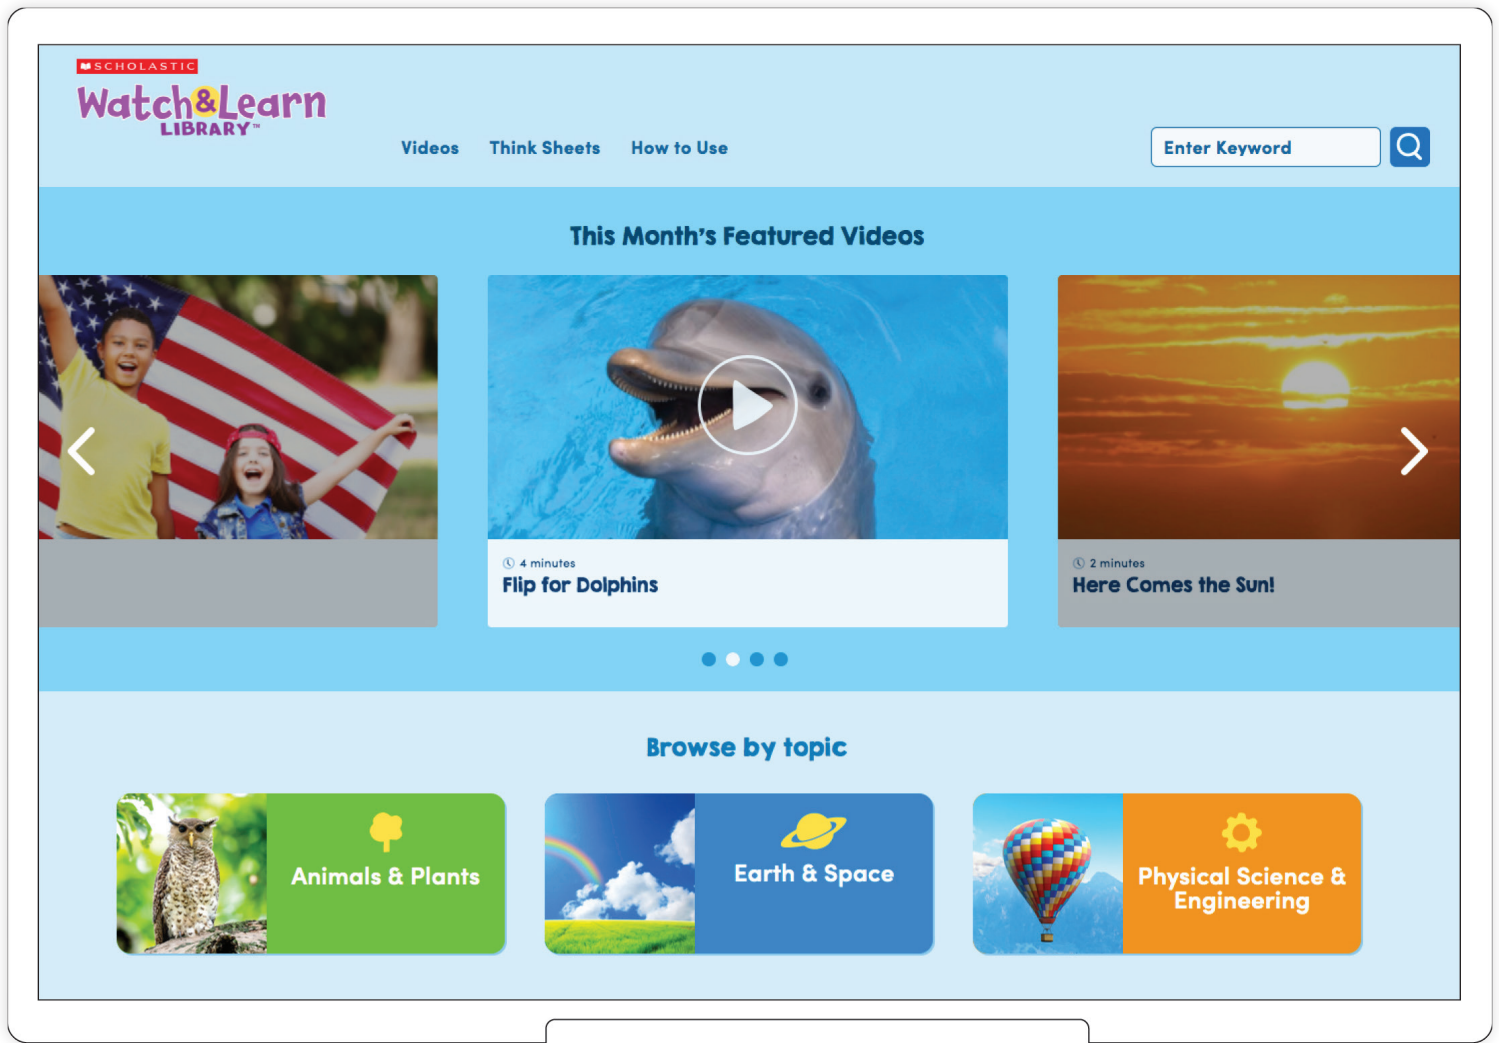 SCHOLASTIC
Watch&Learn
LIBRARY™
Videos
Think Sheets
How to Use
Enter Keyword
This Month's Featured Videos
4 minutes
Flip for Dolphins
2 minutes
Here Comes the Sun!
Browse by topic
Animals & Plants
Earth & Space
Physical Science &
Engineering